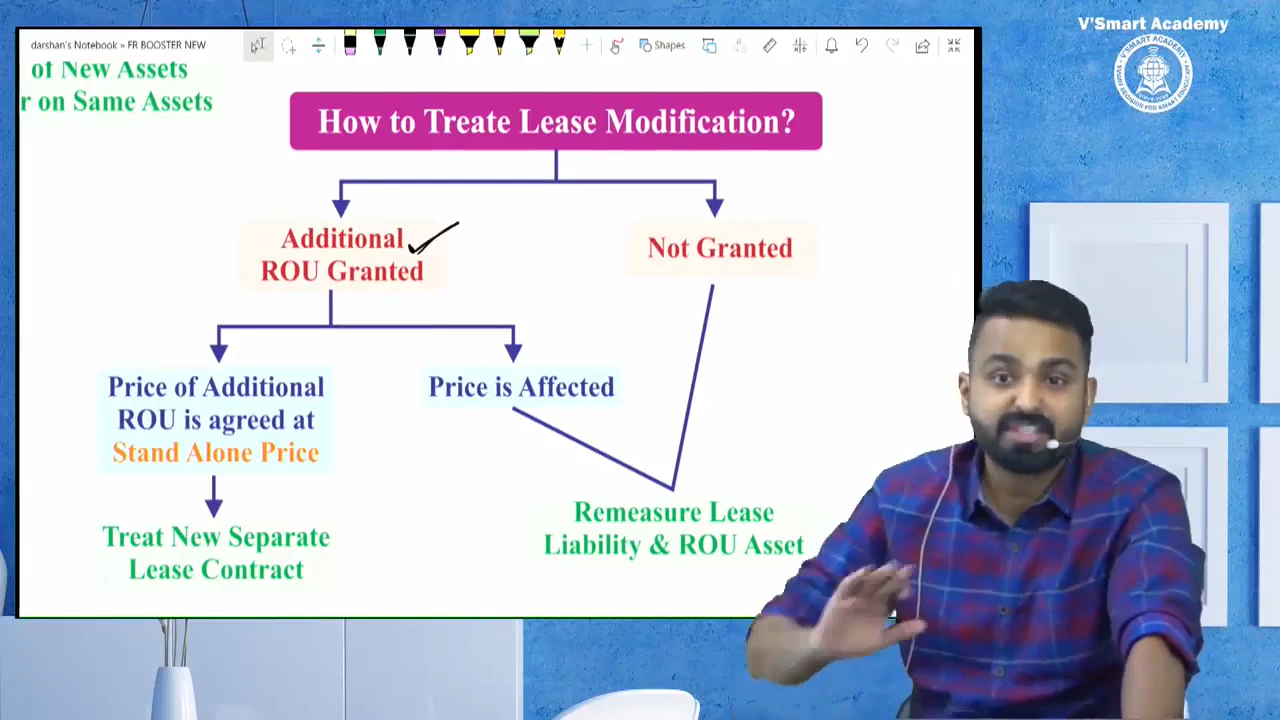 V'Smart Academy
darshan's Notebook » FR BOOSTER NEW
Shapes
of New Assets
r on Same Assets
How to Treate Lease Modification?
Additional
ROU Granted
Not Granted
Price of Additional
ROU is agreed at
Stand Alone Price
Price is Affected
Treat New Separate
Lease Contract
Remeasure Lease
Liability & ROU Asset